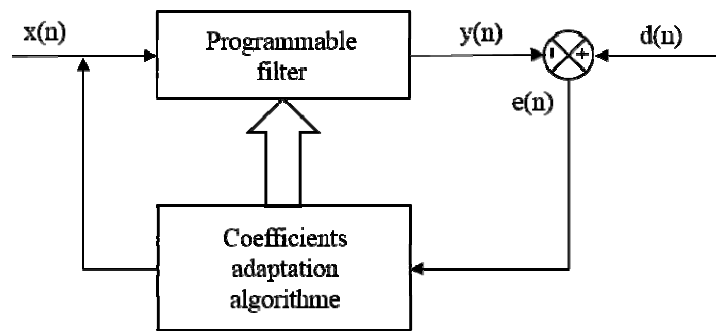 x(n)
Programmable
filter
y(n)
- +
d(n)
e(n)
Coefficients
adaptation
algorithme